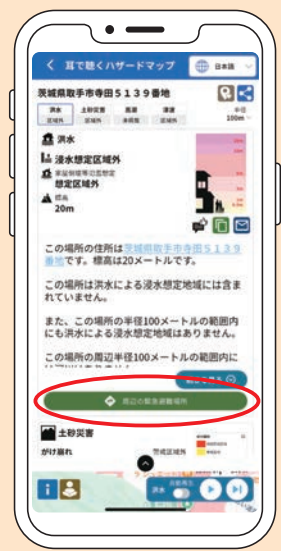 耳で聴くハザードマップ
日本語
茨城県取手市寺田5139番地
洪水 土砂災害 高潮 津波 半径
区域外 区域外 未掲載 区域外 100m
洪水
浸水想定区域外
家屋倒壊等氾濫想定
想定区域外
標高
20m
この場所の住所は茨城県取手市寺田5139
番地です。標高は20メートルです。
この場所は洪水による浸水想定地域には含ま
れていません。
また、この場所の半径100メートルの範囲内
にも洪水による浸水想定地域はありません。
この場所の周辺半径100メートルの範囲内に
周辺の緊急避難場所
土砂災害
がけ崩れ 警戒区域外
洪水 自動再生